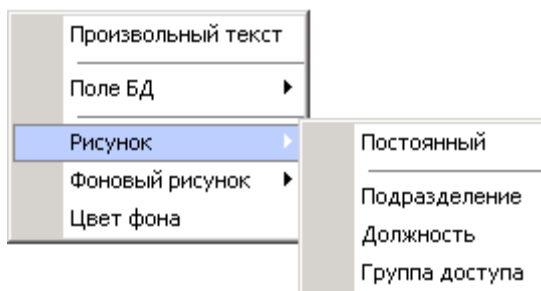 Произвольный текст
Поле БД
Рисунок
Фоновый рисунок
Цвет фона
Постоянный
Подразделение
Должность
Группа доступа